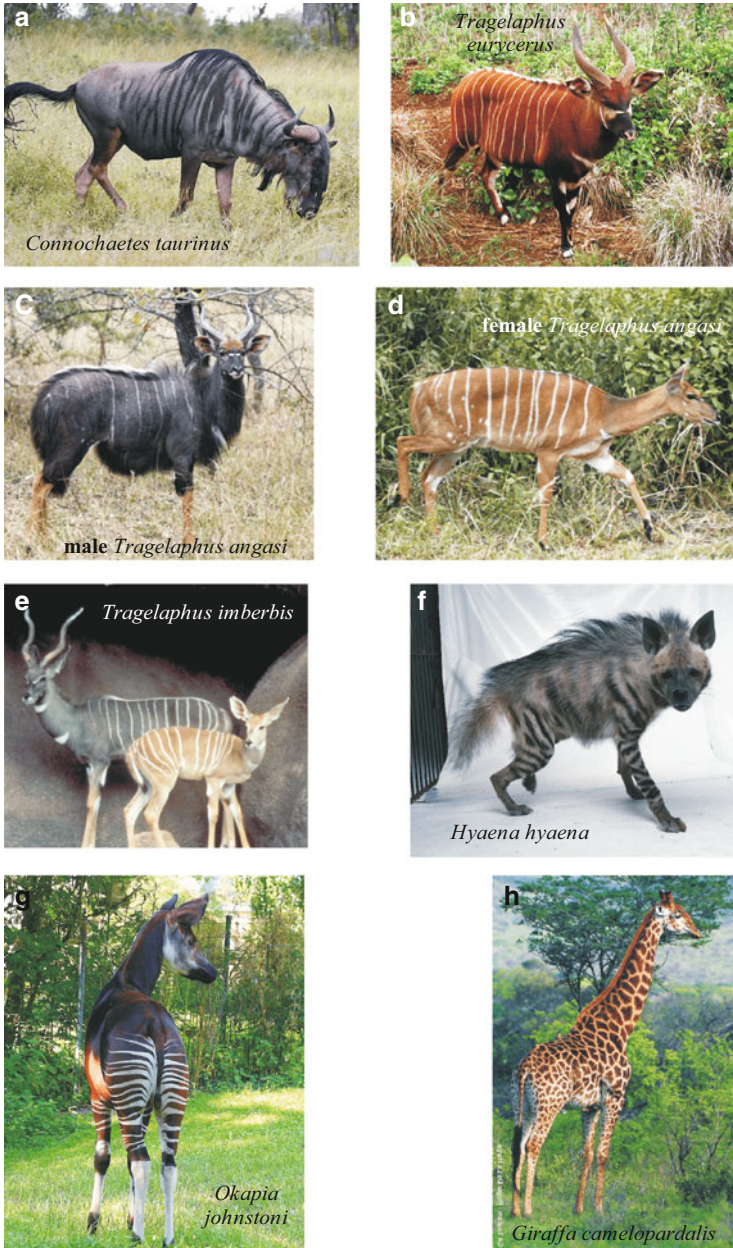 a
Connochaetes taurinus
b
Tragelaphus
eurycerus
C
male Tragelaphus angasi
d
female Tragelaphus angasi
e
Tragelaphus imberbis
f
Hyaena hyaena
g
Okapia
johnstoni
h
Giraffa camelopardalis